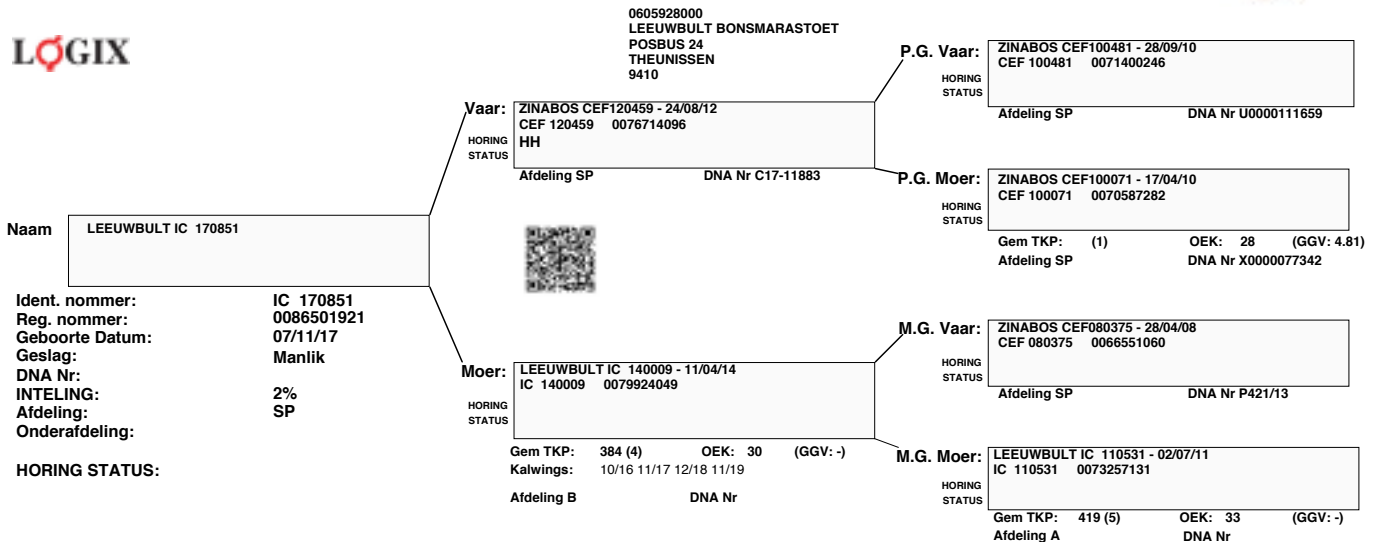 LOGIX
0605928000
LEEUWBULT BONSMARASTOET
POSBUS 24
THEUNISSEN
9410
Naam
LEEUWBULT IC 170851
Ident. nommer: IC 170851
Reg. nommer: 0086501921
Geboorte Datum: 07/11/17
Geslag: Manlik
DNA Nr:
INTELING: 2%
Afdeling: SP
Onderafdeling:
HORING STATUS:
Vaar: ZINABOS CEF120459 - 24/08/12
CEF 120459 0076714096
HORING STATUS HH
Afdeling SP DNA Nr C17-11883
Moer: LEEUWBULT IC 140009 - 11/04/14
IC 140009 0079924049
HORING
STATUS
Gem TKP: 384 (4) OEK: 30 (GGV: -)
Kalwings: 10/16 11/17 12/18 11/19
Afdeling B DNA Nr
P.G. Vaar: ZINABOS CEF100481 - 28/09/10
CEF 100481 0071400246
HORING
STATUS
Afdeling SP DNA Nr U0000111659
P.G. Moer: ZINABOS CEF100071 - 17/04/10
CEF 100071 0070587282
HORING
STATUS
Gem TKP: (1) OEK: 28 (GGV: 4.81)
Afdeling SP DNA Nr X0000077342
M.G. Vaar: ZINABOS CEF080375 - 28/04/08
CEF 080375 0066551060
HORING
STATUS
Afdeling SP DNA Nr P421/13
M.G. Moer: LEEUWBULT IC 110531 - 02/07/11
IC 110531 0073257131
HORING
STATUS
Gem TKP: 419 (5) OEK: 33 (GGV: -)
Afdeling A DNA Nr